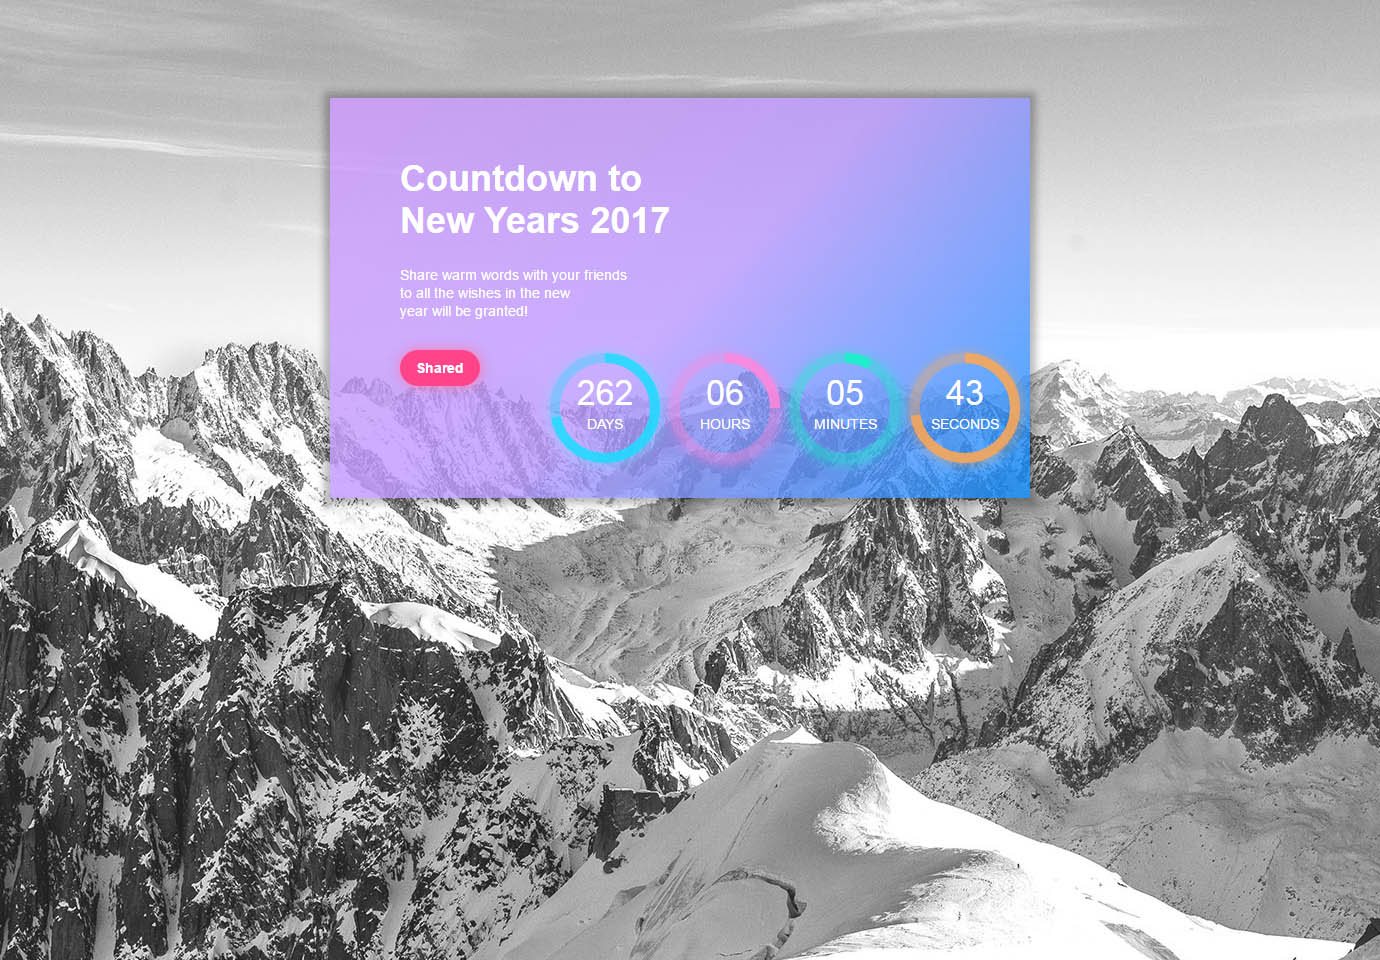 Countdown to
New Years 2017
Share warm words with your friends
to all the wishes in the new
year will be granted!
Shared
262
DAYS
06
HOURS
05
MINUTES
43
SECONDS